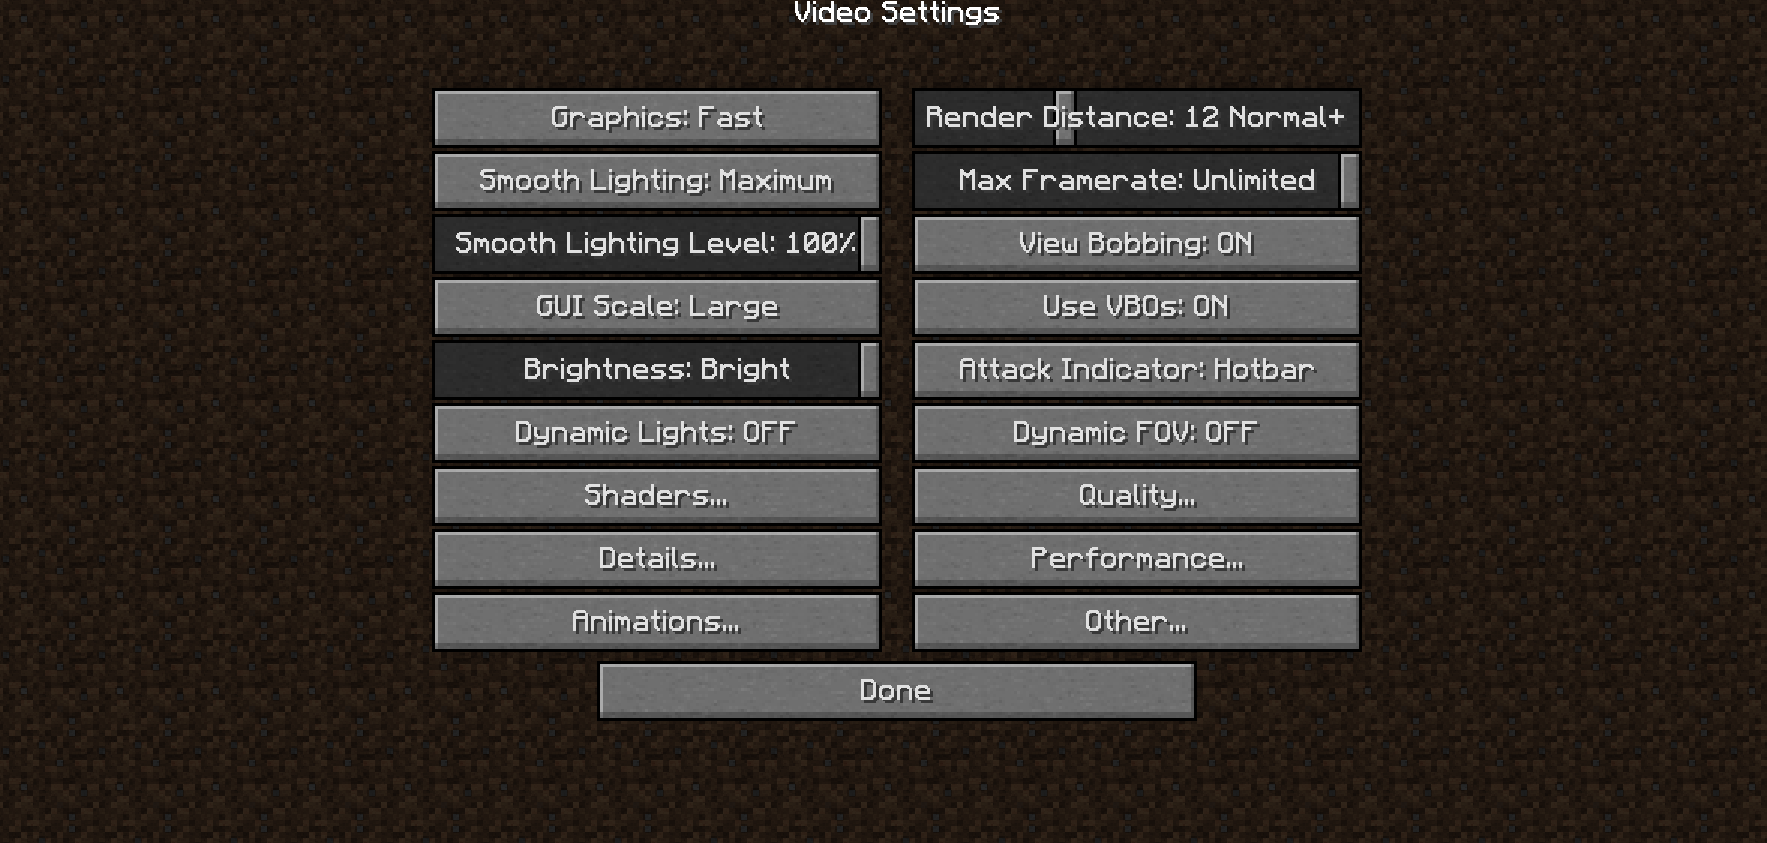 Video Settings
Graphics: Fast
Render Distance: 12 Normal+
Smooth Lighting: Maximum
Max Framerate: Unlimited
Smooth Lighting Level: 100%
View Bobbing: ON
GUI Scale: Large
Use VBOs: ON
Brightness: Bright
Attack Indicator: Hotbar
Dynamic Lights: OFF
Dynamic FOV: OFF
Shaders...
Quality...
Details...
Performance...
Animations...
Other...
Done